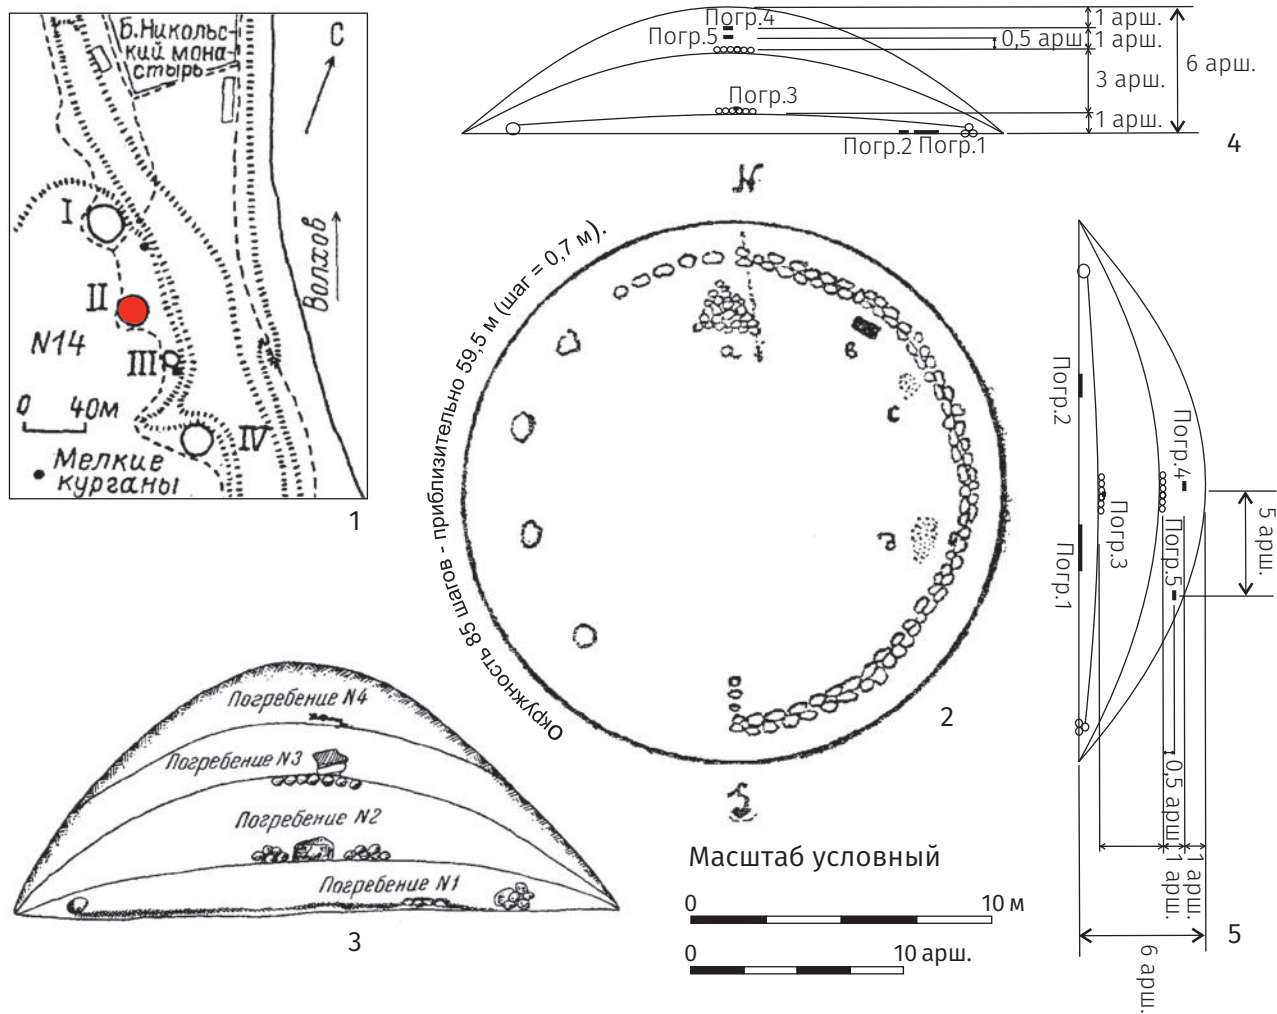 Б.Никольс-
кий мона-
стырь
С
I
II
N14
III
IV
Волхов
0 40м
Мелкие
курганы
1
Погр.4
Погр.5
Погр.3
Погр.2
Погр.1
1 арш.
0,5 арш.
1 арш.
3 арш.
1 арш.
6 арш.
4
N
Окружность 85 шагов - приблизительно 59,5 м (шаг = 0,7 м).
а
в
с
д
S
2
Погребение N4
Погребение N3
Погребение N2
Погребение N1
3
Масштаб условный
0 10 м
0 10 арш.
Погр.2
Погр.1
Погр.3
Погр.4
Погр.5
5 арш.
0,5 арш.
1 арш.
1 арш.
6 арш.
5